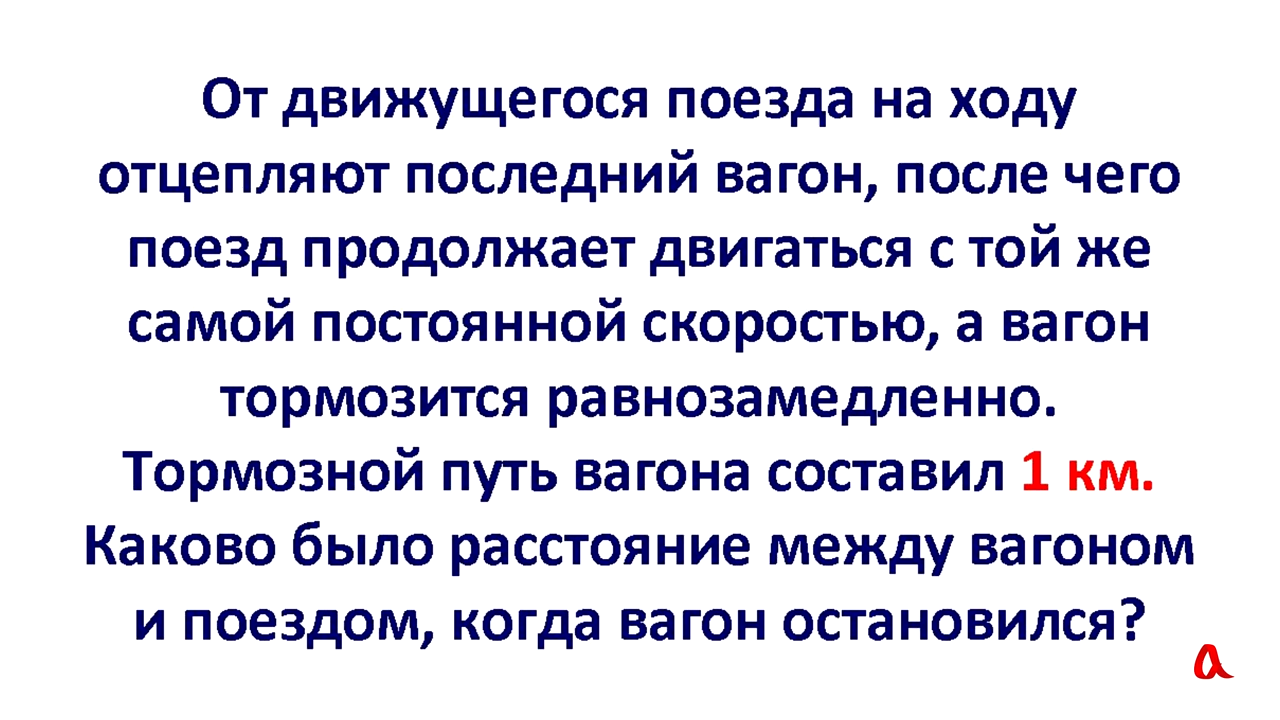 От движущегося поезда на ходу
отцепляют последний вагон, после чего
поезд продолжает двигаться с той же
самой постоянной скоростью, а вагон
тормозится равнозамедленно.
Тормозной путь вагона составил 1 км.
Каково было расстояние между вагоном
и поездом, когда вагон остановился?
a